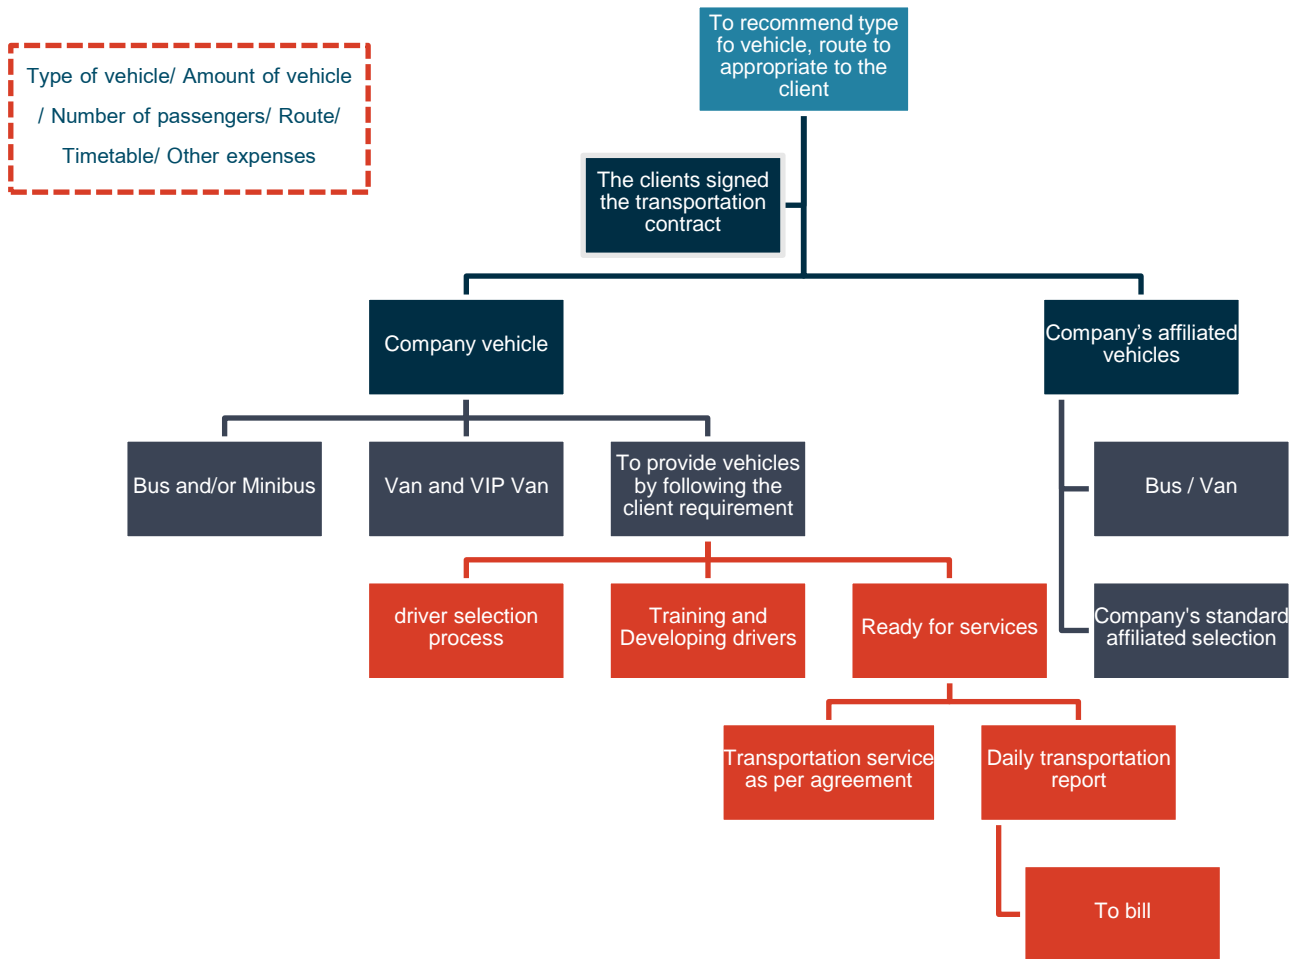 To recommend type
fo vehicle, route to
appropriate to the
client
Type of vehicle/ Amount of vehicle
/ Number of passengers/ Route/
Timetable/ Other expenses
The clients signed
the transportation
contract
Company vehicle
Company’s affiliated
vehicles
Bus and/or Minibus
Van and VIP Van
To provide vehicles
by following the
client requirement
Bus / Van
driver selection
process
Training and
Developing drivers
Ready for services
Company's standard
affiliated selection
Transportation service
as per agreement
Daily transportation
report
To bill